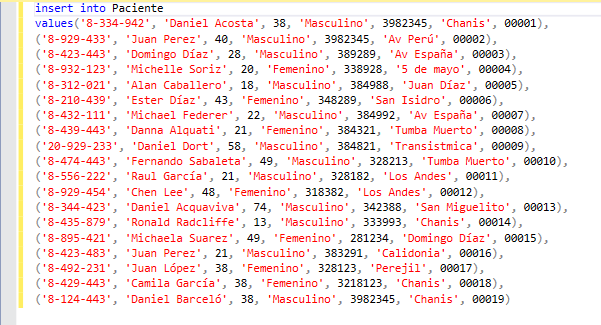 insert into Paciente
values('8-334-942', 'Daniel Acosta', 38, 'Masculino', 3982345, 'Chanis', 00001),
('8-929-433', 'Juan Perez', 40, 'Masculino', 3982345, 'Av Perú', 00002),
('8-423-443', 'Domingo Díaz', 28, 'Masculino', 389289, 'Av España', 00003),
('8-932-123', 'Michelle Soriz', 20, 'Femenino', 338928, '5 de mayo', 00004),
('8-312-021', 'Alan Caballero', 18, 'Masculino', 384988, 'Juan Díaz', 00005),
('8-210-439', 'Ester Díaz', 43, 'Femenino', 348289, 'San Isidro', 00006),
('8-432-111', 'Michael Federer', 22, 'Masculino', 384992, 'Av España', 00007),
('8-439-443', 'Danna Alquati', 21, 'Femenino', 384321, 'Tumba Muerto', 00008),
('20-929-233', 'Daniel Dort', 58, 'Masculino', 384821, 'Transistmica', 00009),
('8-474-443', 'Fernando Sabaleta', 49, 'Masculino', 328213, 'Tumba Muerto', 00010),
('8-556-222', 'Raul García', 21, 'Masculino', 328182, 'Los Andes', 00011),
('8-929-454', 'Chen Lee', 48, 'Femenino', 318382, 'Los Andes', 00012),
('8-344-423', 'Daniel Acquaviva', 74, 'Masculino', 342388, 'San Miguelito', 00013),
('8-435-879', 'Ronald Radcliffe', 13, 'Masculino', 333993, 'Chanis', 00014),
('8-895-421', 'Michaela Suarez', 49, 'Femenino', 281234, 'Domingo Díaz', 00015),
('8-423-483', 'Juan Perez', 21, 'Masculino', 383291, 'Calidonia', 00016),
('8-492-231', 'Juan López', 38, 'Femenino', 328123, 'Perejil', 00017),
('8-429-443', 'Camila García', 38, 'Femenino', 3218123, 'Chanis', 00018),
('8-124-443', 'Daniel Barceló', 38, 'Masculino', 3982345, 'Chanis', 00019)